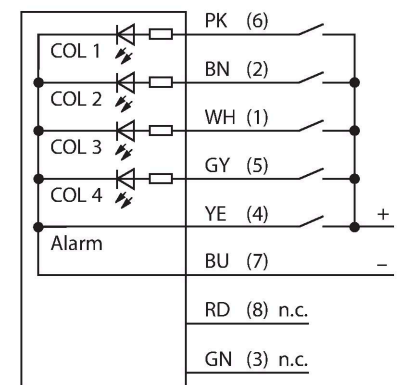 PK (6)
COL 1
BN (2)
COL 2
WH (1)
COL 3
GY (5)
COL 4
YE (4)
+
Alarm
BU (7)
–
RD (8) n.c.
GN (3) n.c.